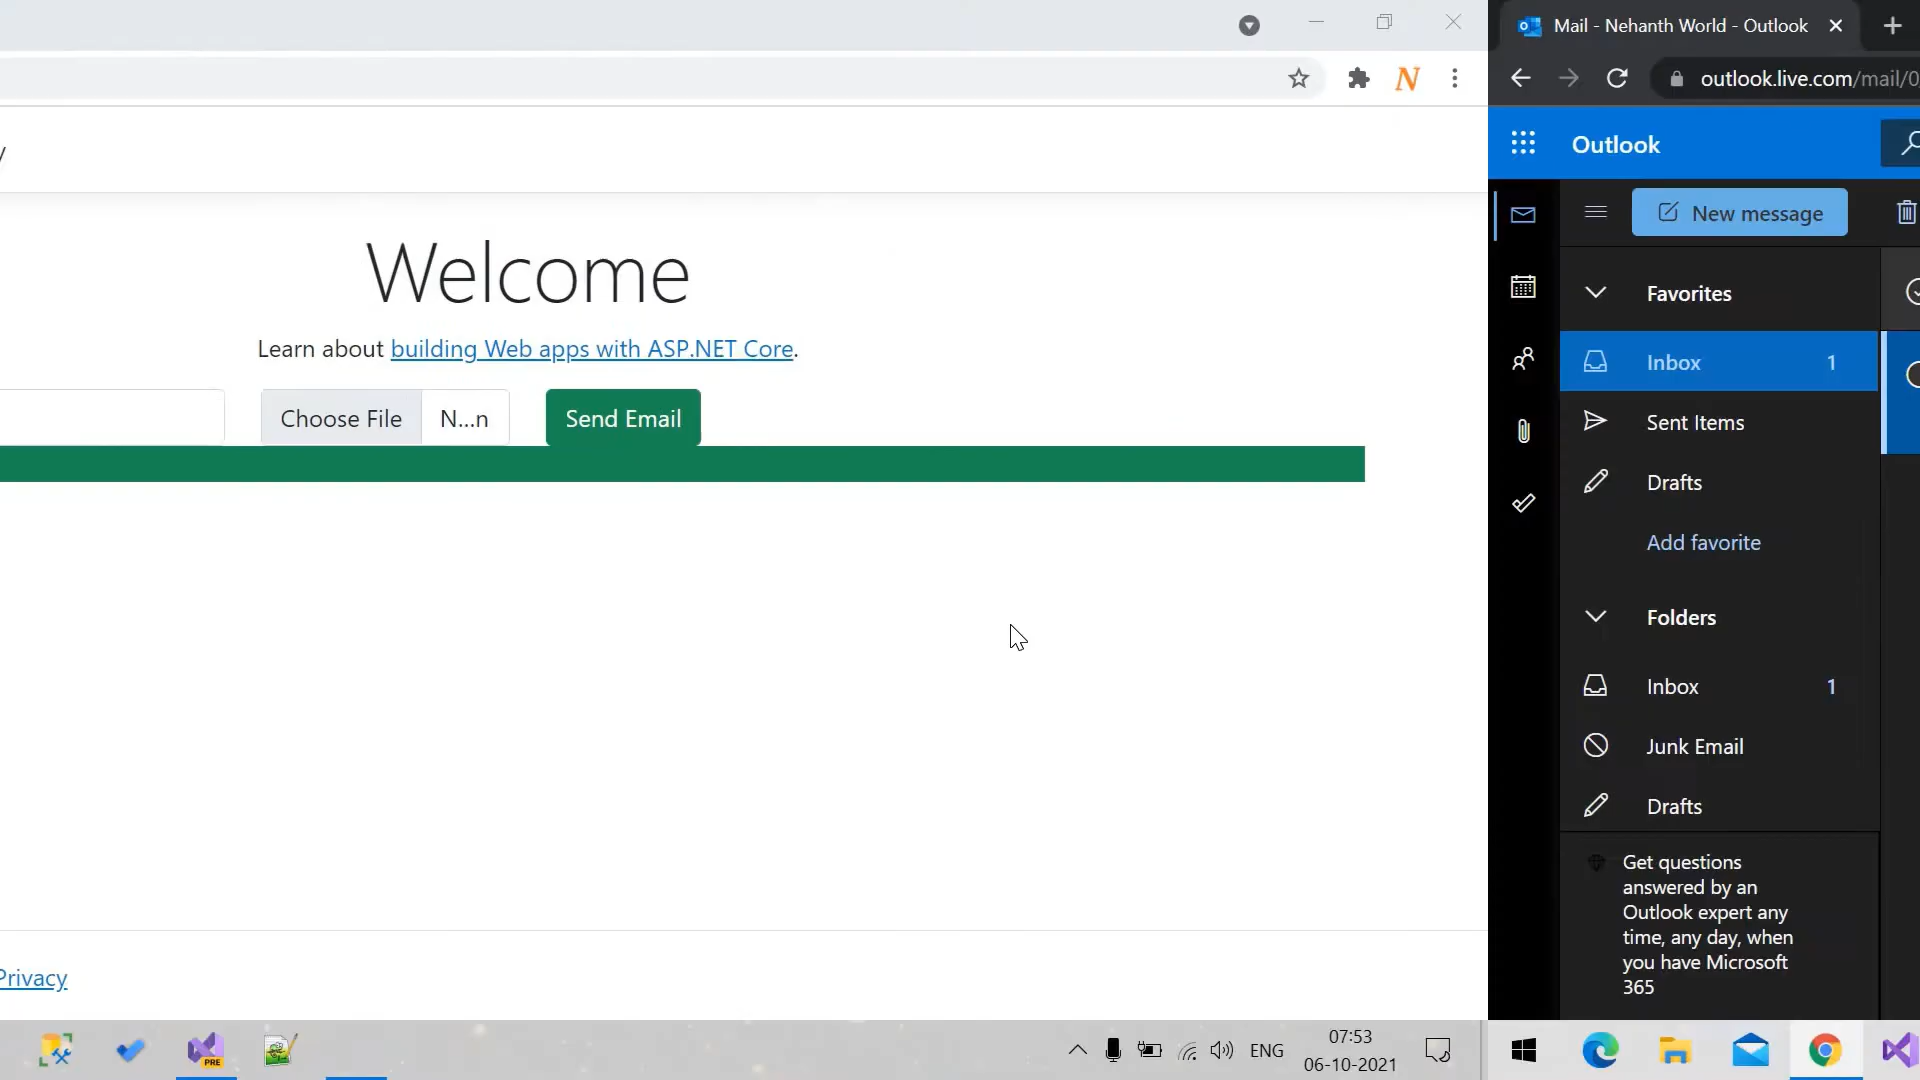 Welcome
Learn about building Web apps with ASP.NET Core.
Choose File
N...n
Send Email
Privacy
PRE
ENG
07:53
06-10-2021
Mail - Nehanth World - Outlook
outlook.live.com/mail/0
Outlook
New message
Favorites
Inbox 1
Sent Items
Drafts
Add favorite
Folders
Inbox 1
Junk Email
Drafts
Get questions
answered by an
Outlook expert any
time, any day, when
you have Microsoft
365